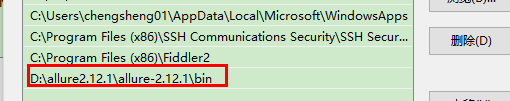 C:\Users\chengsheng01\AppData\Local\Microsoft\WindowsApps
C:\Program Files (x86)\SSH Communications Security\SSH Secur...
C:\Program Files (x86)\Fiddler2
D:\allure2.12.1\allure-2.12.1\bin
删除(D)